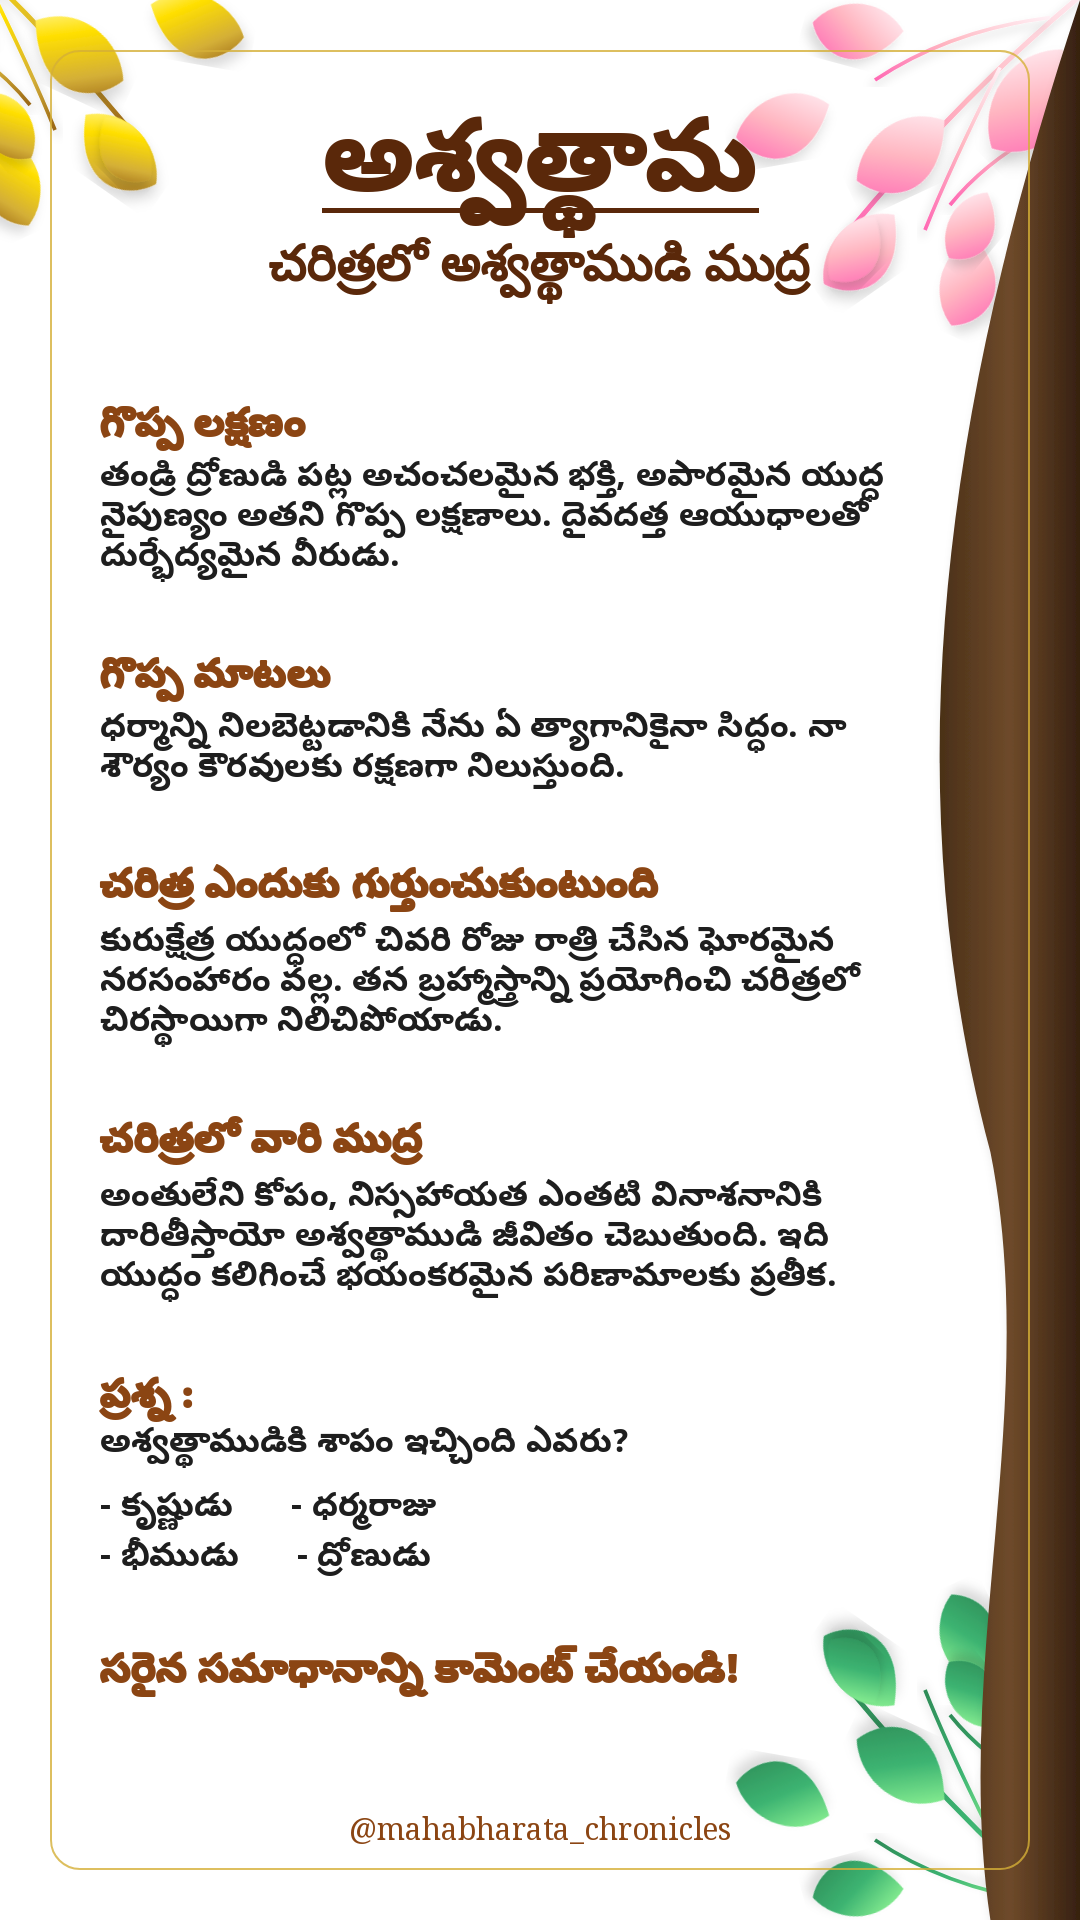 అశ్వత్థామ
చరిత్రలో అశ్వత్థాముడి ముద్ర
గొప్ప లక్షణం
తండ్రి ద్రోణుడి పట్ల అచంచలమైన భక్తి, అపారమైన యుద్ధ
నైపుణ్యం అతని గొప్ప లక్షణాలు. దైవదత్త ఆయుధాలతో
దుర్భేద్యమైన వీరుడు.
గొప్ప మాటలు
ధర్మాన్ని నిలబెట్టడానికి నేను ఏ త్యాగానికైనా సిద్ధం. నా
శౌర్యం కౌరవులకు రక్షణగా నిలుస్తుంది.
చరిత్ర ఎందుకు గుర్తుంచుకుంటుంది
కురుక్షేత్ర యుద్ధంలో చివరి రోజు రాత్రి చేసిన ఘోరమైన
నరసంహారం వల్ల. తన బ్రహ్మాస్త్రాన్ని ప్రయోగించి చరిత్రలో
చిరస్థాయిగా నిలిచిపోయాడు.
చరిత్రలో వారి ముద్ర
అంతులేని కోపం, నిస్సహాయత ఎంతటి వినాశనానికి
దారితీస్తాయో అశ్వత్థాముడి జీవితం చెబుతుంది. ఇది
యుద్ధం కలిగించే భయంకరమైన పరిణామాలకు ప్రతీక.
ప్రశ్న :
అశ్వత్థాముడికి శాపం ఇచ్చింది ఎవరు?
- కృష్ణుడు - ధర్మరాజు
- భీముడు - ద్రోణుడు
సరైన సమాధానాన్ని కామెంట్ చేయండి!
@mahabharata_chronicles